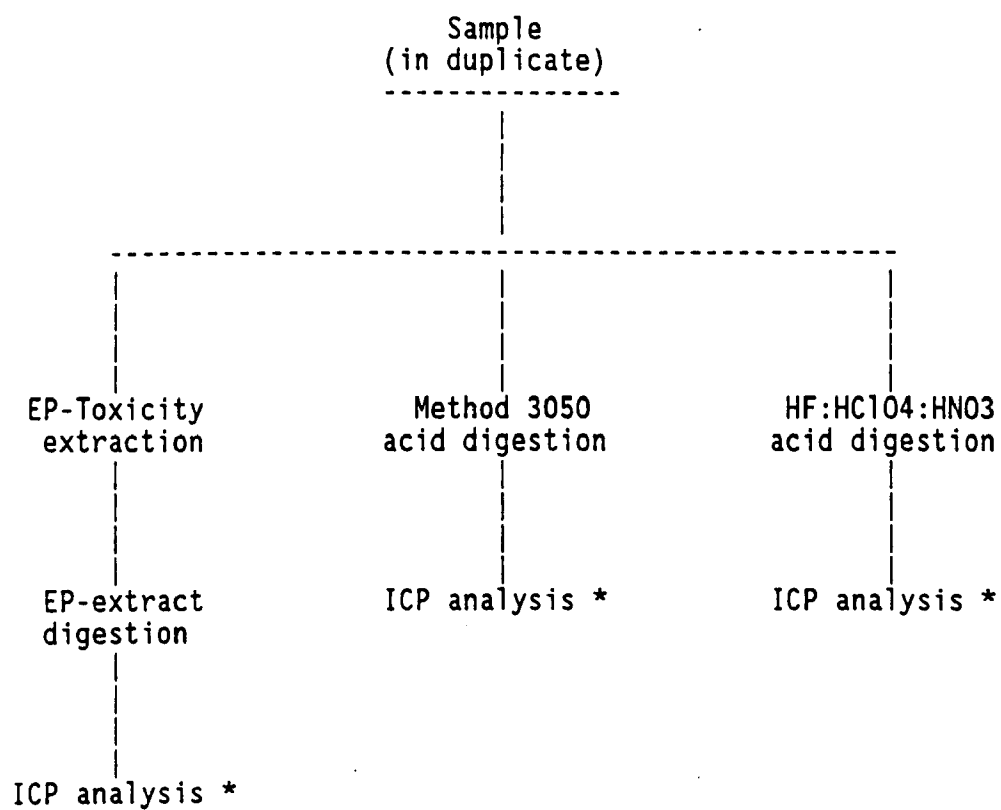 Sample
(in duplicate)
EP-Toxicity
extraction
Method 3050
acid digestion
HF:HClO4:HNO3
acid digestion
EP-extract
digestion
ICP analysis *
ICP analysis *
ICP analysis *